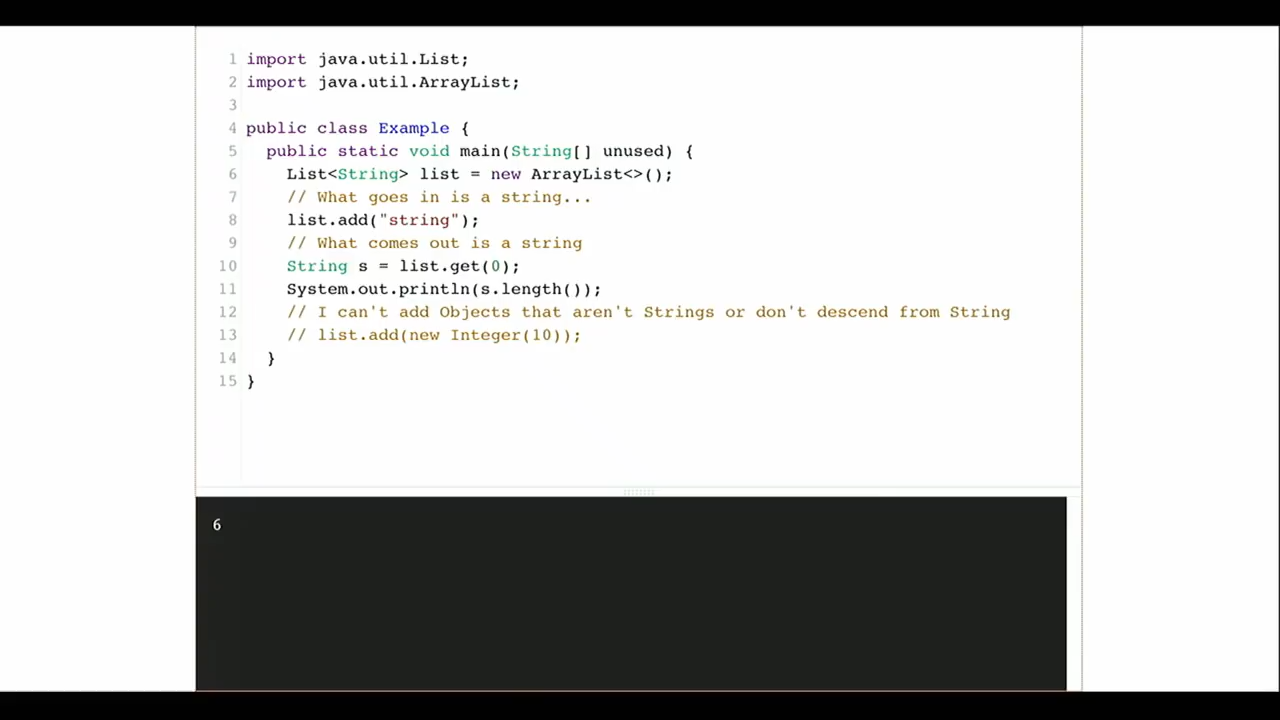 1 import java.util.List;
2 import java.util.ArrayList;
3
4 public class Example {
5   public static void main(String[] unused) {
6     List<String> list = new ArrayList<>();
7     // What goes in is a string...
8     list.add("string");
9     // What comes out is a string
10     String s = list.get(0);
11     System.out.println(s.length());
12     // I can't add Objects that aren't Strings or don't descend from String
13     // list.add(new Integer(10));
14   }
15 }
6